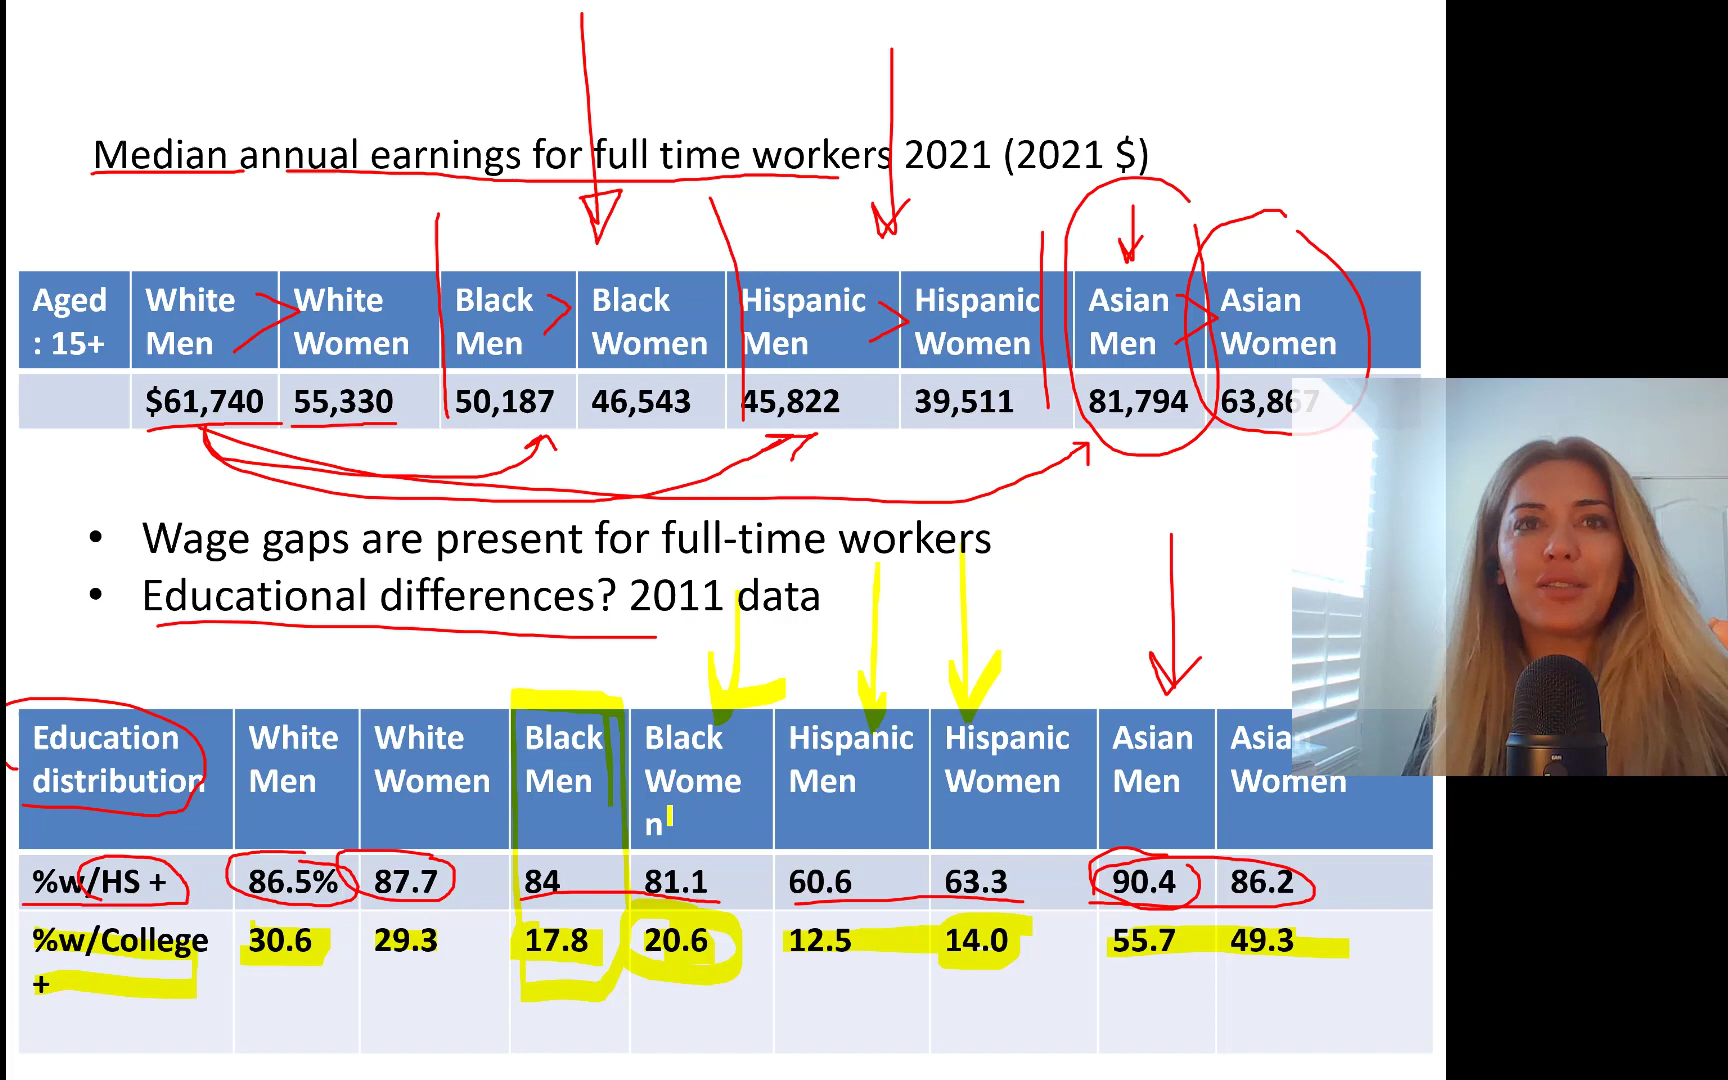 Median annual earnings for full time workers 2021 (2021 $)
Aged : 15+ White Men White Women Black Men Black Women Hispanic Men Hispanic Women Asian Men Asian Women
$61,740 55,330 50,187 46,543 45,822 39,511 81,794 63,867
• Wage gaps are present for full-time workers
• Educational differences? 2011 data
Education distribution White Men White Women Black Men Black Women Hispanic Men Hispanic Women Asian Men Asian Women
%w/HS + 86.5% 87.7 84 81.1 60.6 63.3 90.4 86.2
%w/College + 30.6 29.3 17.8 20.6 12.5 14.0 55.7 49.3